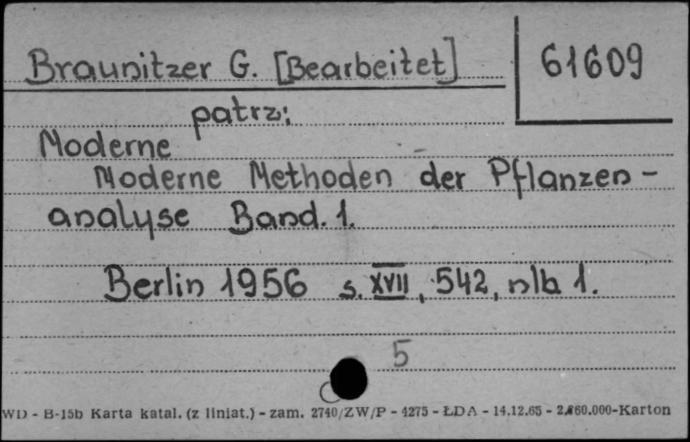 Braunitzer G. [Bearbeitet]
61609
patrz:
Moderne
Moderne Methoden der Pflanzen-
analyse Band. 1.
Berlin 1956 s. XVII, 542, nlb 1.
5
WD - B-15b Karta katal. (z liniat.) - zam. 2740/ZW/P - 4275 - ŁDA - 14.12.65 - 2.860.000-Karton